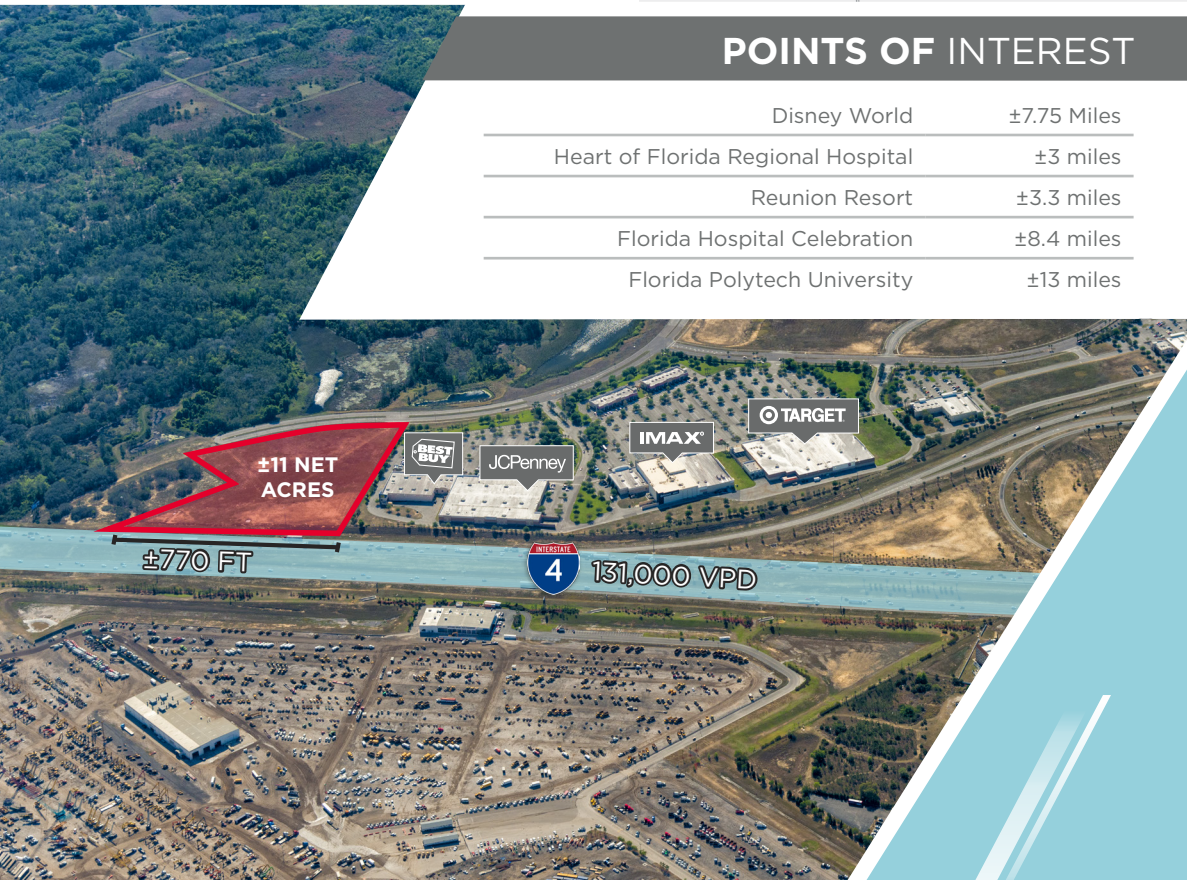 POINTS OF INTEREST
Disney World ±7.75 Miles
Heart of Florida Regional Hospital ±3 miles
Reunion Resort ±3.3 miles
Florida Hospital Celebration ±8.4 miles
Florida Polytech University ±13 miles
TARGET
IMAX®
BEST
BUY
JCPenney
±11 NET
ACRES
±770 FT
INTERSTATE
4
131,000 VPD